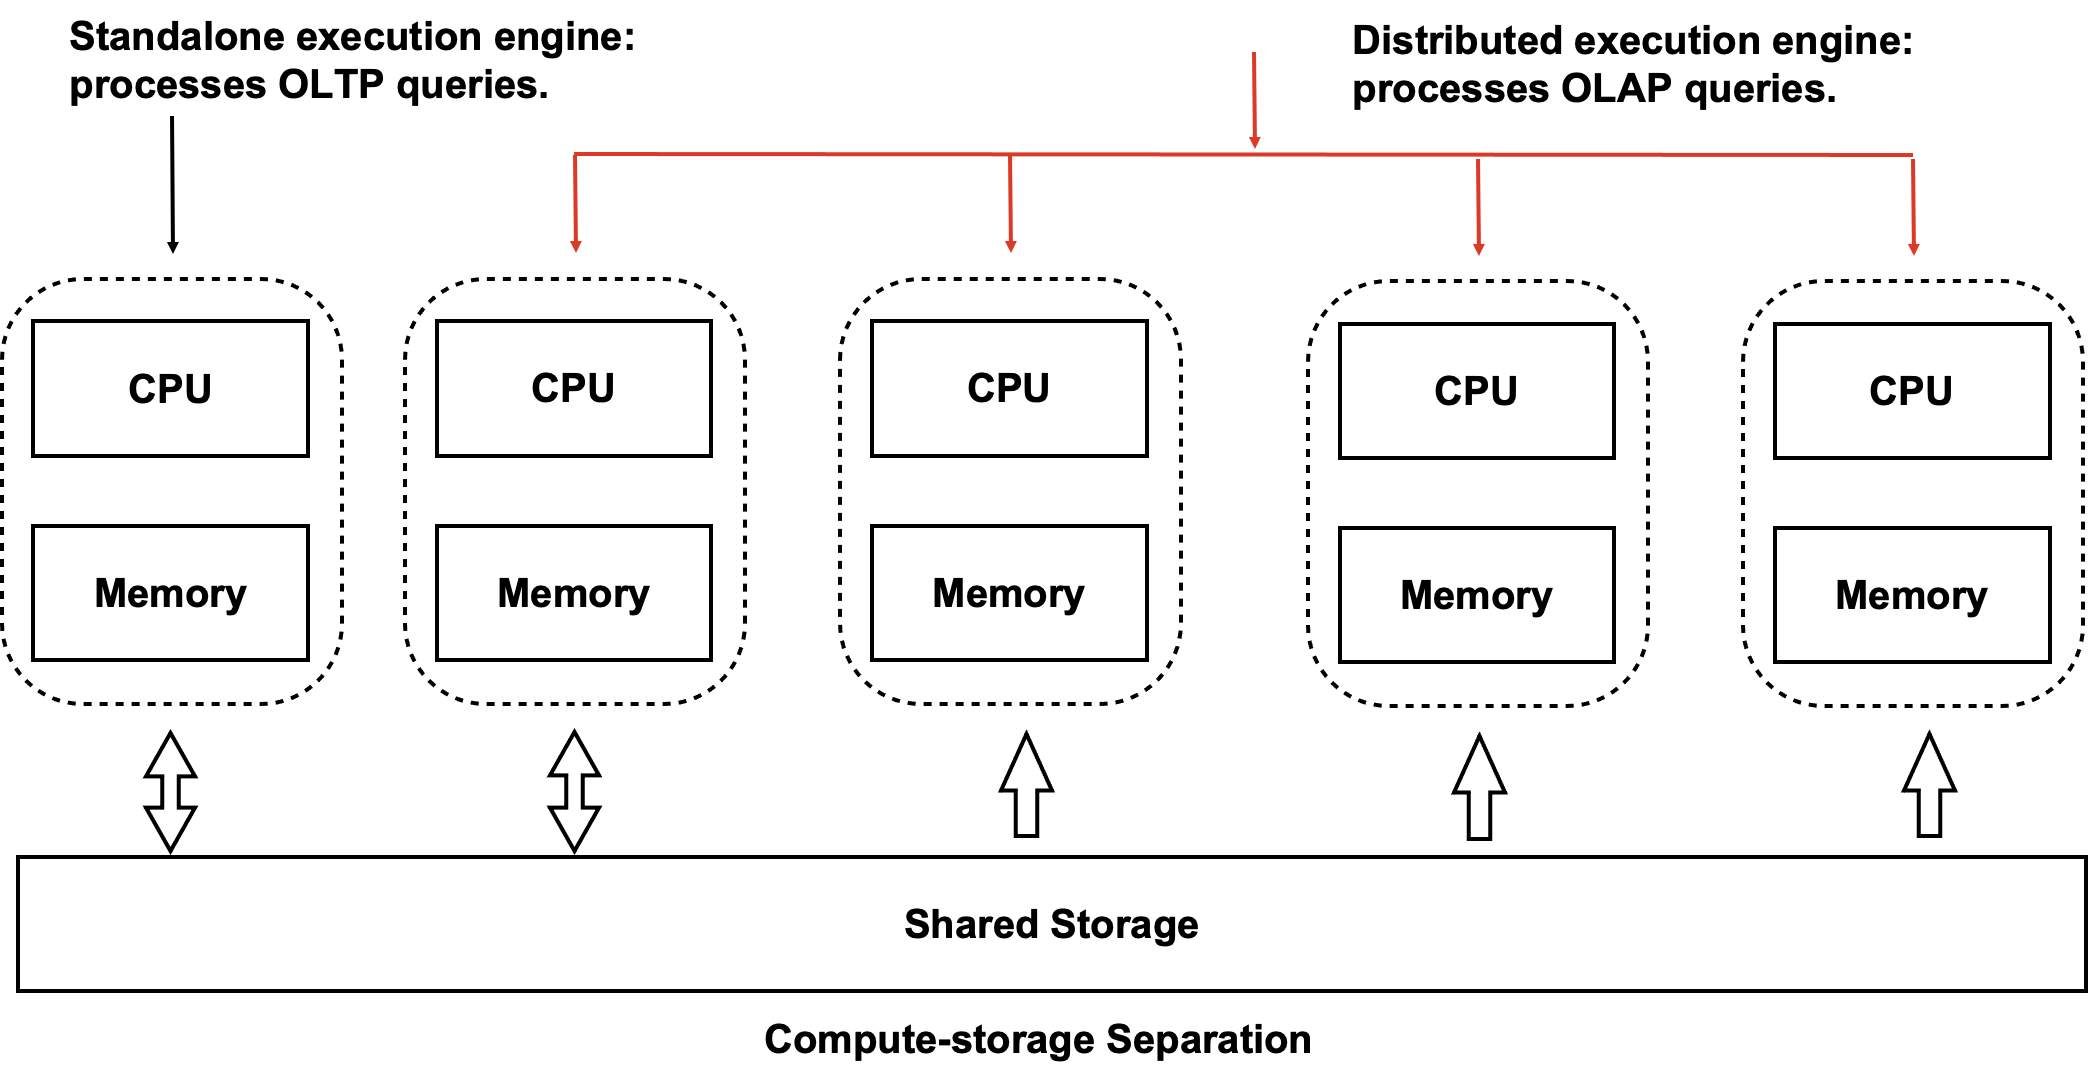 Standalone execution engine:
processes OLTP queries.
Distributed execution engine:
processes OLAP queries.
CPU
CPU
CPU
CPU
CPU
Memory
Memory
Memory
Memory
Memory
Shared Storage
Compute-storage Separation